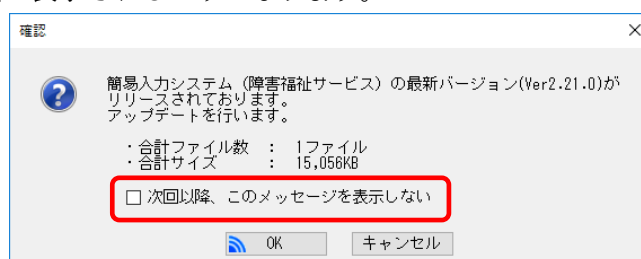 確認
簡易入力システム（障害福祉サービス）の最新バージョン(Ver2.21.0)が
リリースされております。
アップデートを行います。
・合計ファイル数 ： 1ファイル
・合計サイズ ： 15,056KB
次回以降、このメッセージを表示しない
OK キャンセル